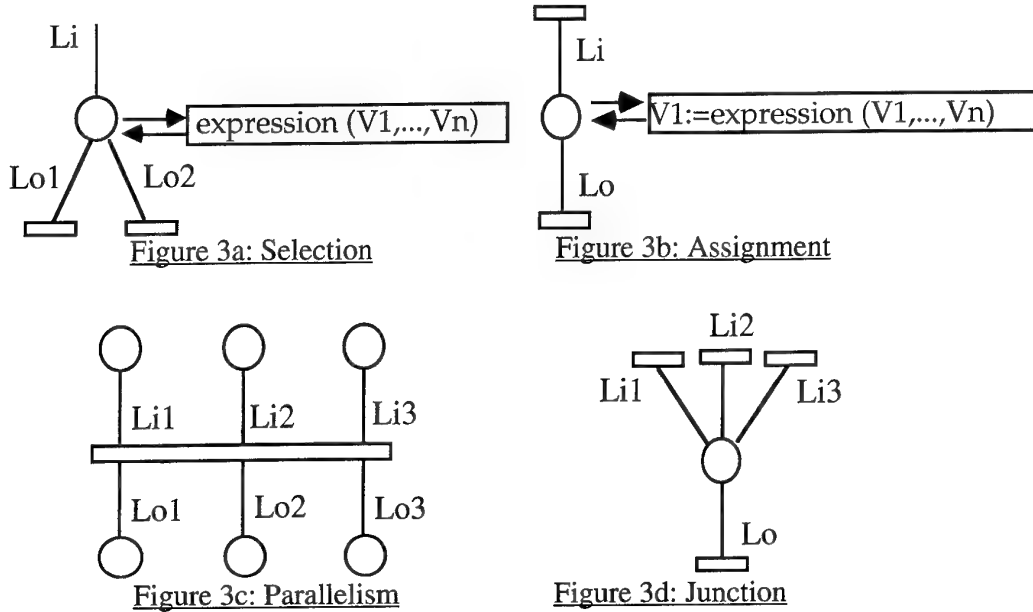 Li
expression (V1,...,Vn)
Lo1
Lo2
Figure 3a: Selection
Li
V1:=expression (V1,...,Vn)
Lo
Figure 3b: Assignment
Li1
Li2
Li3
Lo1
Lo2
Lo3
Figure 3c: Parallelism
Li2
Li1
Li3
Lo
Figure 3d: Junction